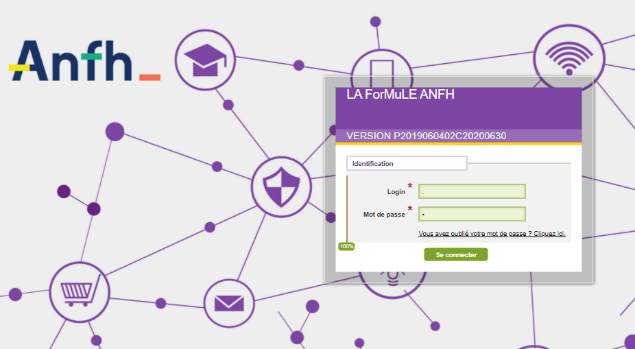 Anfh
LA ForMuLE ANFH
VERSION P2019060402C20200630
Identification
Login *
Mot de passe *
Vous avez oublié votre mot de passe ? Cliquez ici.
100%
Se connecter